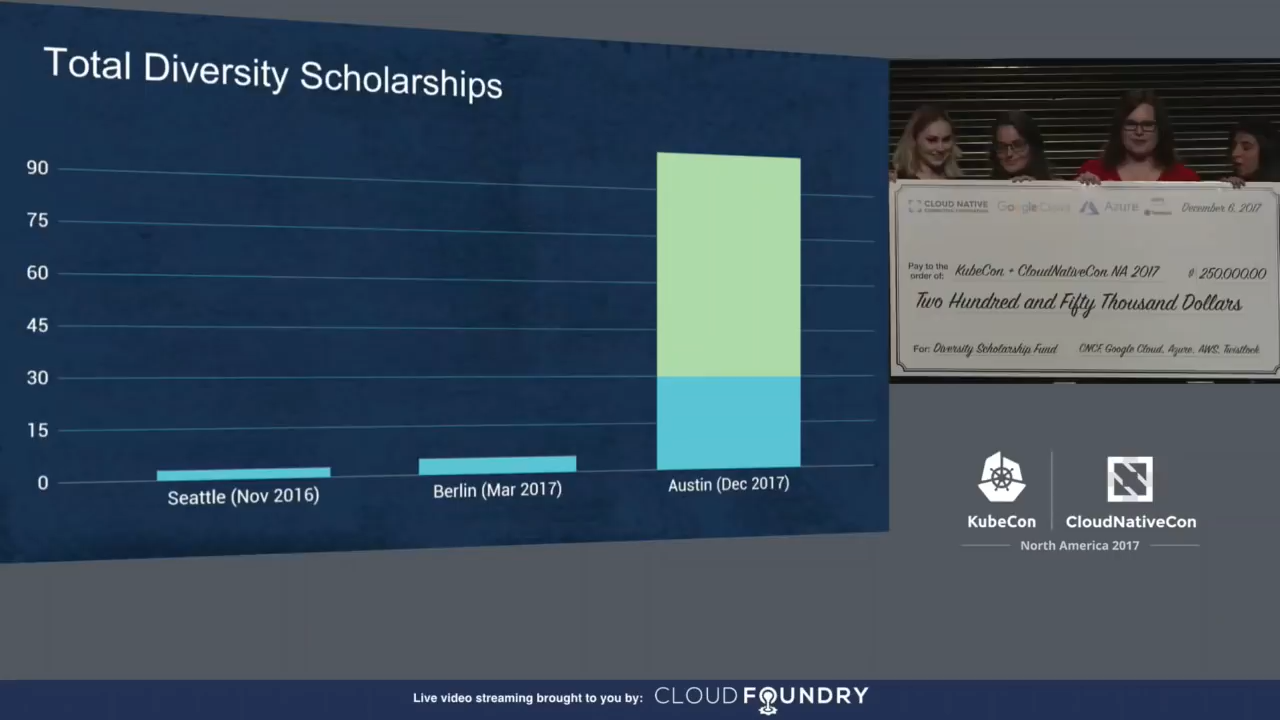 Total Diversity Scholarships
90
75
60
45
30
15
0
Seattle (Nov 2016)
Berlin (Mar 2017)
Austin (Dec 2017)
CLOUD NATIVE
Google Cloud
Azure
December 6, 2017
Pay to the
order of:
KubeCon + CloudNativeCon NA 2017
$ 250,000.00
Two Hundred and Fifty Thousand Dollars
For: Diversity Scholarship Fund
CNCF, Google Cloud, Azure, AWS, Twistlock
KubeCon
CloudNativeCon
North America 2017
Live video streaming brought to you by:
CLOUD FOUNDRY